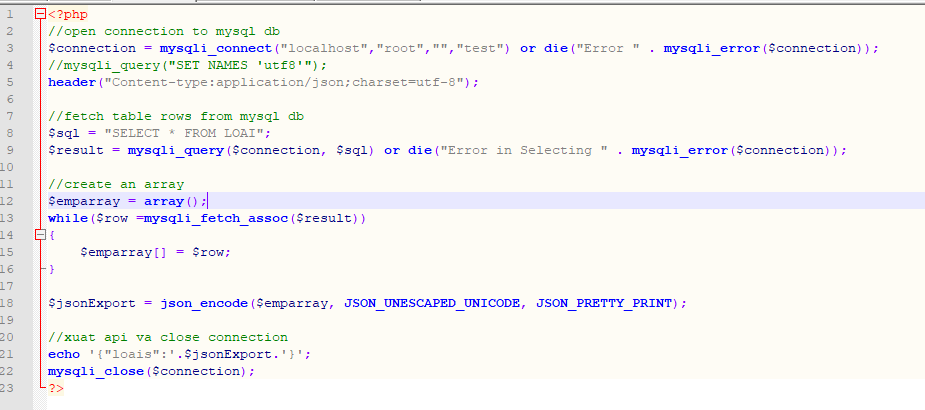 1 <?php
2 //open connection to mysql db
3 $connection = mysqli_connect("localhost","root","","test") or die("Error " . mysqli_error($connection));
4 //mysqli_query("SET NAMES 'utf8'");
5 header("Content-type:application/json;charset=utf-8");
6
7 //fetch table rows from mysql db
8 $sql = "SELECT * FROM LOAI";
9 $result = mysqli_query($connection, $sql) or die("Error in Selecting " . mysqli_error($connection));
10
11 //create an array
12 $emparray = array();
13 while($row =mysqli_fetch_assoc($result))
14 {
15     $emparray[] = $row;
16 }
17
18 $jsonExport = json_encode($emparray, JSON_UNESCAPED_UNICODE, JSON_PRETTY_PRINT);
19
20 //xuat api va close connection
21 echo '{"loais":'.$jsonExport.'}';
22 mysqli_close($connection);
23 ?>